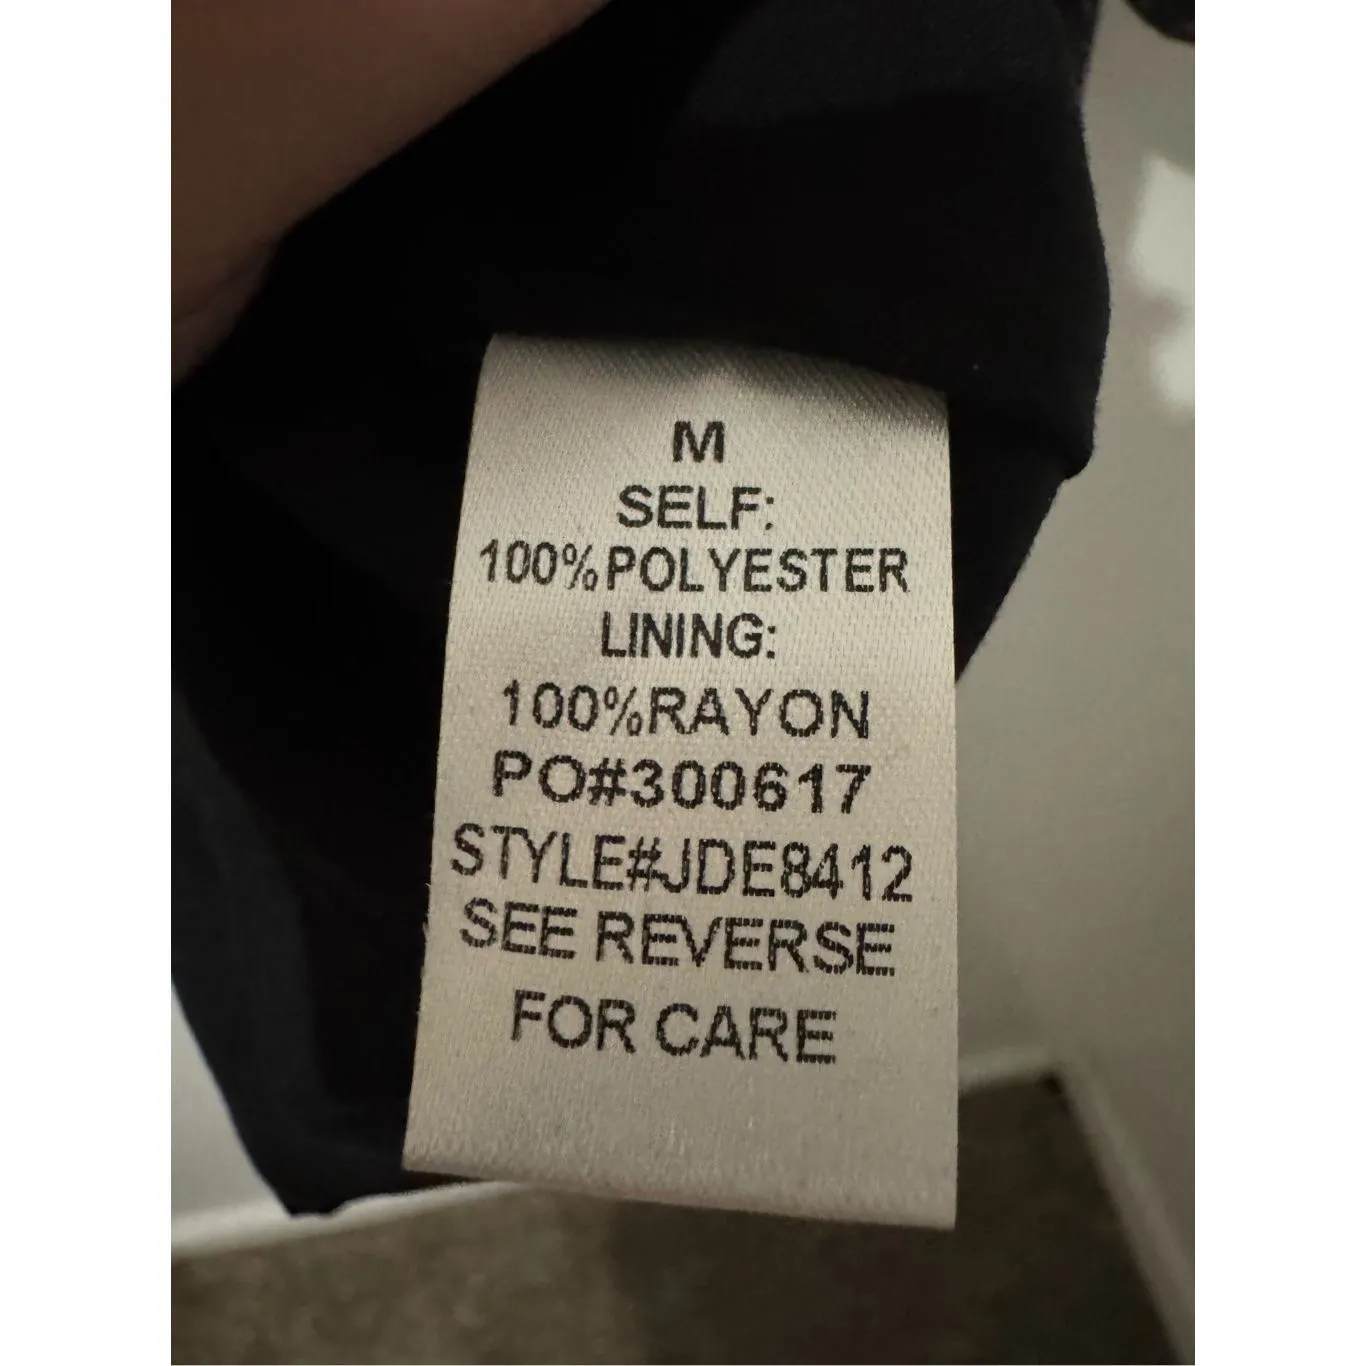 M
SELF:
100%POLYESTER
LINING:
100%RAYON
PO#300617
STYLE#JDE8412
SEE REVERSE
FOR CARE